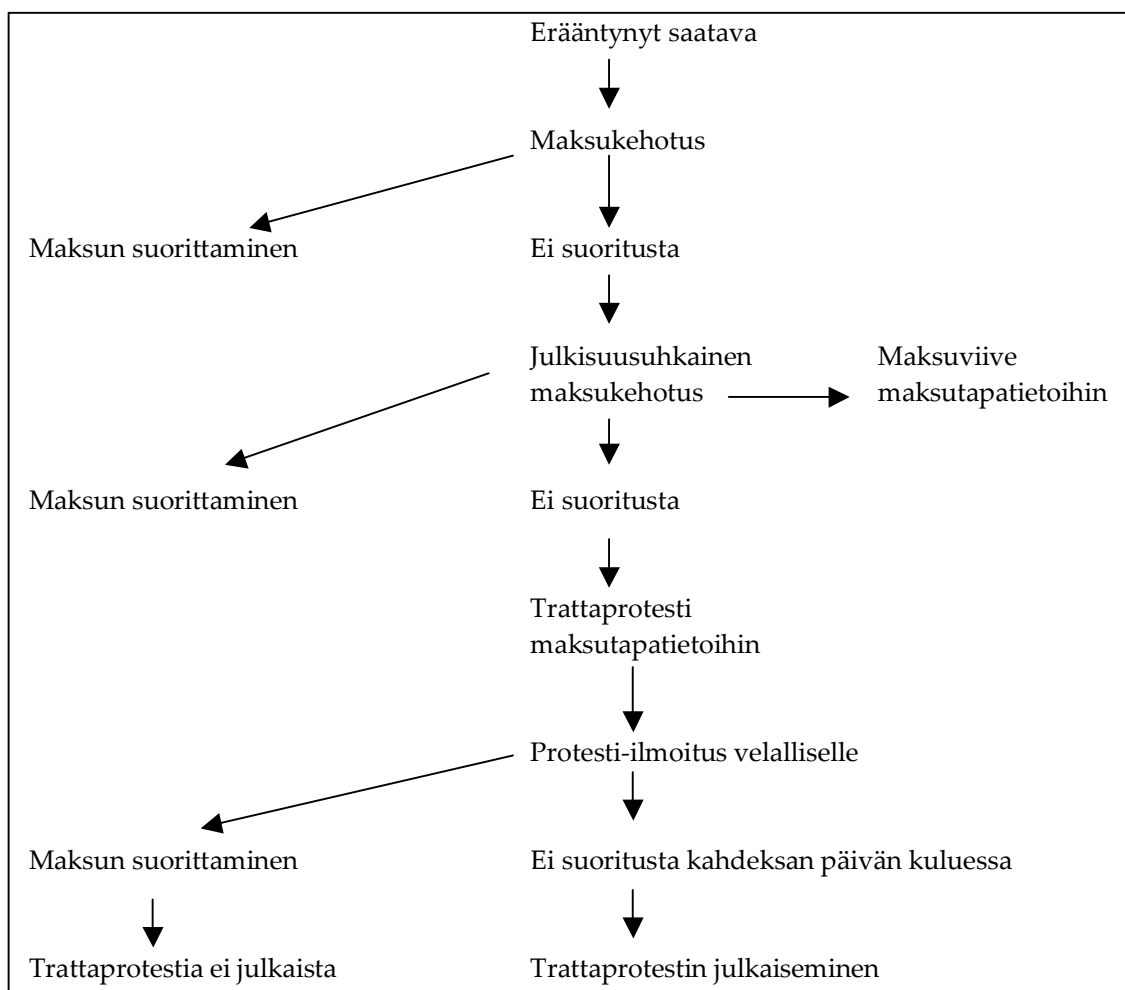 Erääntynyt saatava
Maksukehotus
Maksun suorittaminen
Ei suoritusta
Julkisuusuhkainen
maksukehotus
Maksuviive
maksutapatietoihin
Maksun suorittaminen
Ei suoritusta
Trattaprotesti
maksutapatietoihin
Protesti-ilmoitus velalliselle
Maksun suorittaminen
Ei suoritusta kahdeksan päivän kuluessa
Trattaprotestia ei julkaista
Trattaprotestin julkaiseminen